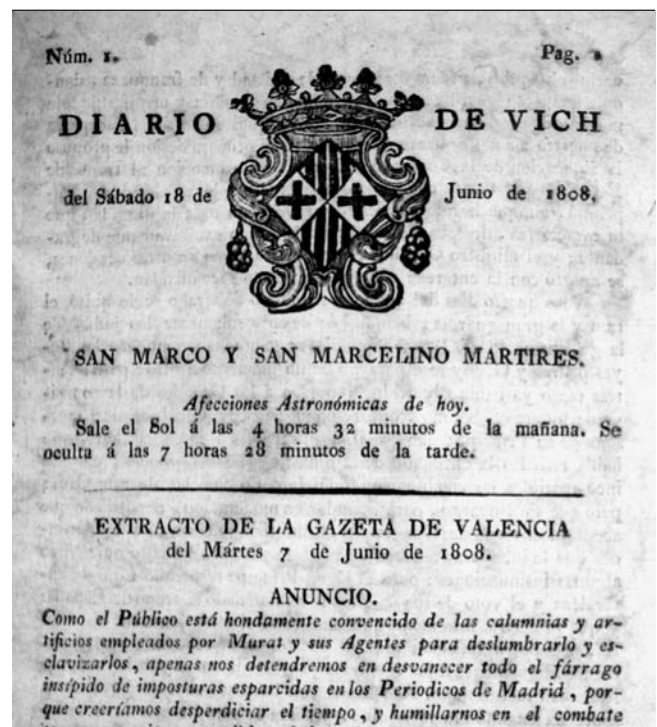 Núm. 1. Pag. 1
DIARIO DE VICH
del Sábado 18 de Junio de 1808.
SAN MARCO Y SAN MARCELINO MARTIRES.
Afecciones Astronómicas de hoy.
Sale el Sol á las 4 horas 32 minutos de la mañana. Se
oculta á las 7 horas 28 minutos de la tarde.
EXTRACTO DE LA GAZETA DE VALENCIA
del Mártes 7 de Junio de 1808.
ANUNCIO.
Como el Público está hondamente convencido de las calumnias y ar-
tificios empleados por Murat y sus Agentes para deslumbrarlo y es-
clavizarlos, apenas nos detendremos en desvanecer todo el fárrago
insípido de imposturas esparcidas en los Periodicos de Madrid, por-
que creeríamos desperdiciar el tiempo, y humillarnos en el combate